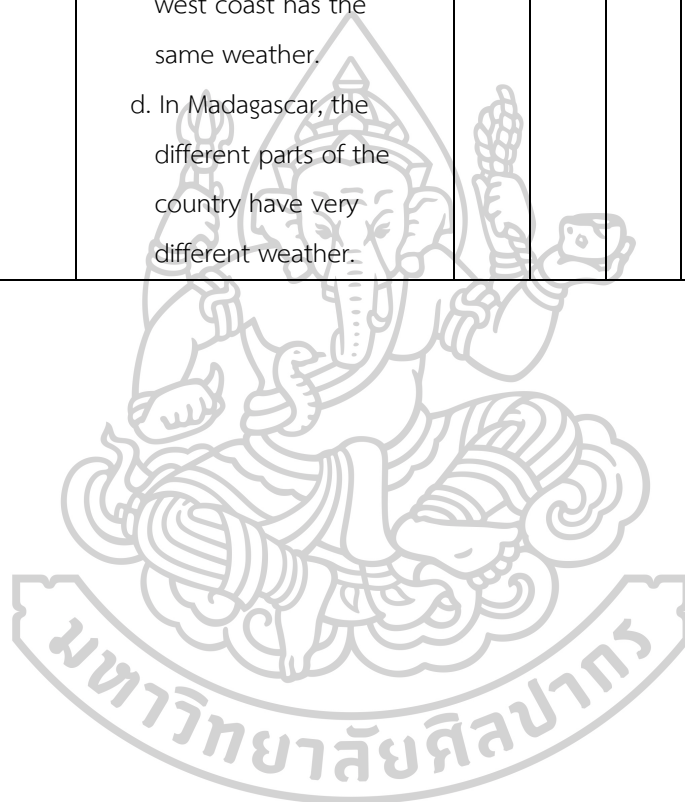 west coast has the
same weather.
d. In Madagascar, the
different parts of the
country have very
different weather.
มหาวิทยาลัยศิลปากร